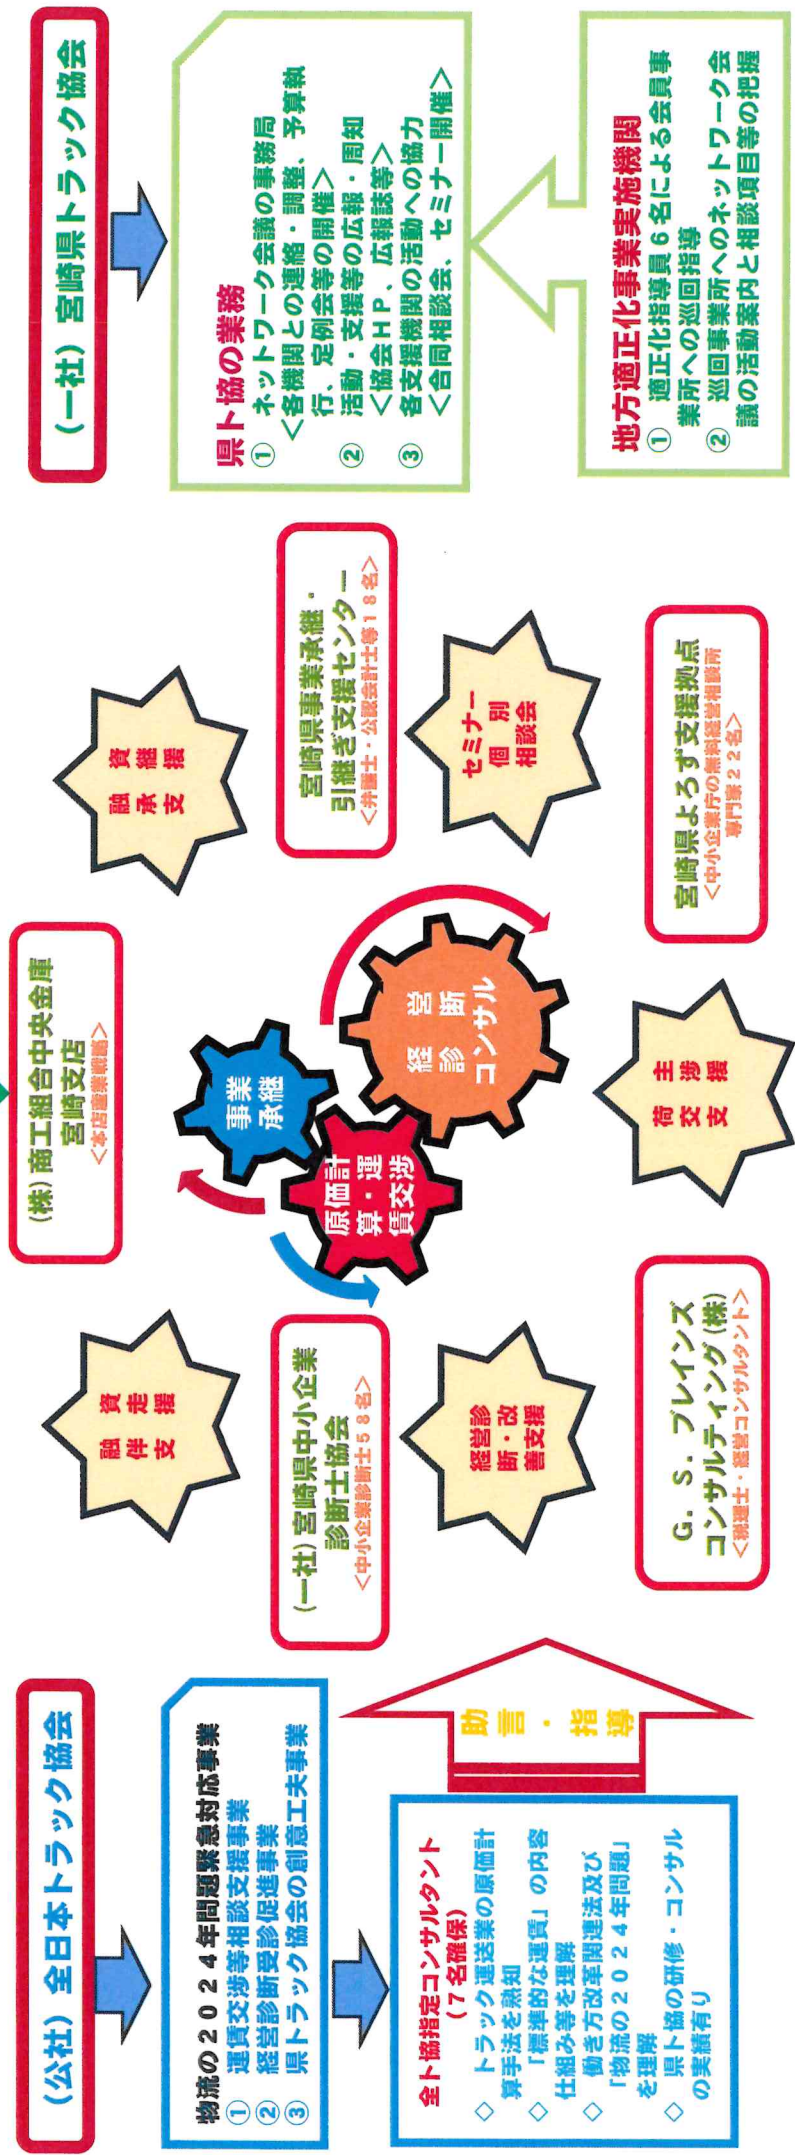 (公社)全日本トラック協会
物流の2024年問題緊急対応事業
① 運賃交渉等相談支援事業
② 経営診断受診促進事業
③ 県トラック協会の創意工夫事業
全ト協指定コンサルタント
(7名確保)
◇ トラック運送業の原価計
算手法を熟知
◇ 「標準的な運賃」の内容
仕組み等を理解
◇ 働き方改革関連法及び
「物流の2024年問題」
を理解
◇ 県ト協の研修・コンサル
の実績有り
助言・指導
融資
伴走
支援
(一社)宮崎県中小企業
診断士協会
<中小企業診断士58名>
経営診
断・改
善支援
G.S.ブレインズ
コンサルティング(株)
<税理士・経営コンサルタント>
(株)商工組合中央金庫
宮崎支店
事業
承継
原価計
算・運
賃交渉
経営
診断
コンサル
荷主
交渉
支援
融資
承継
支援
宮崎県事業承継・
引継ぎ支援センター
<弁護士・公認会計士等18名>
セミナー
個別
相談会
宮崎県よろず支援拠点
<中小企業庁の無料経営相談所
専門家22名>
(一社)宮崎県トラック協会
県ト協の業務
① ネットワーク会議の事務局
<各機関との連絡・調整、予算執
行、定例会等の開催>
② 活動・支援等の広報・周知
<協会HP、広報誌等>
③ 各支援機関の活動への協力
<合同相談会、セミナー開催>
地方適正化事業実施機関
① 適正化指導員6名による会員事
業所への巡回指導
② 巡回事業所へのネットワーク会
議の活動案内と相談項目等の把握